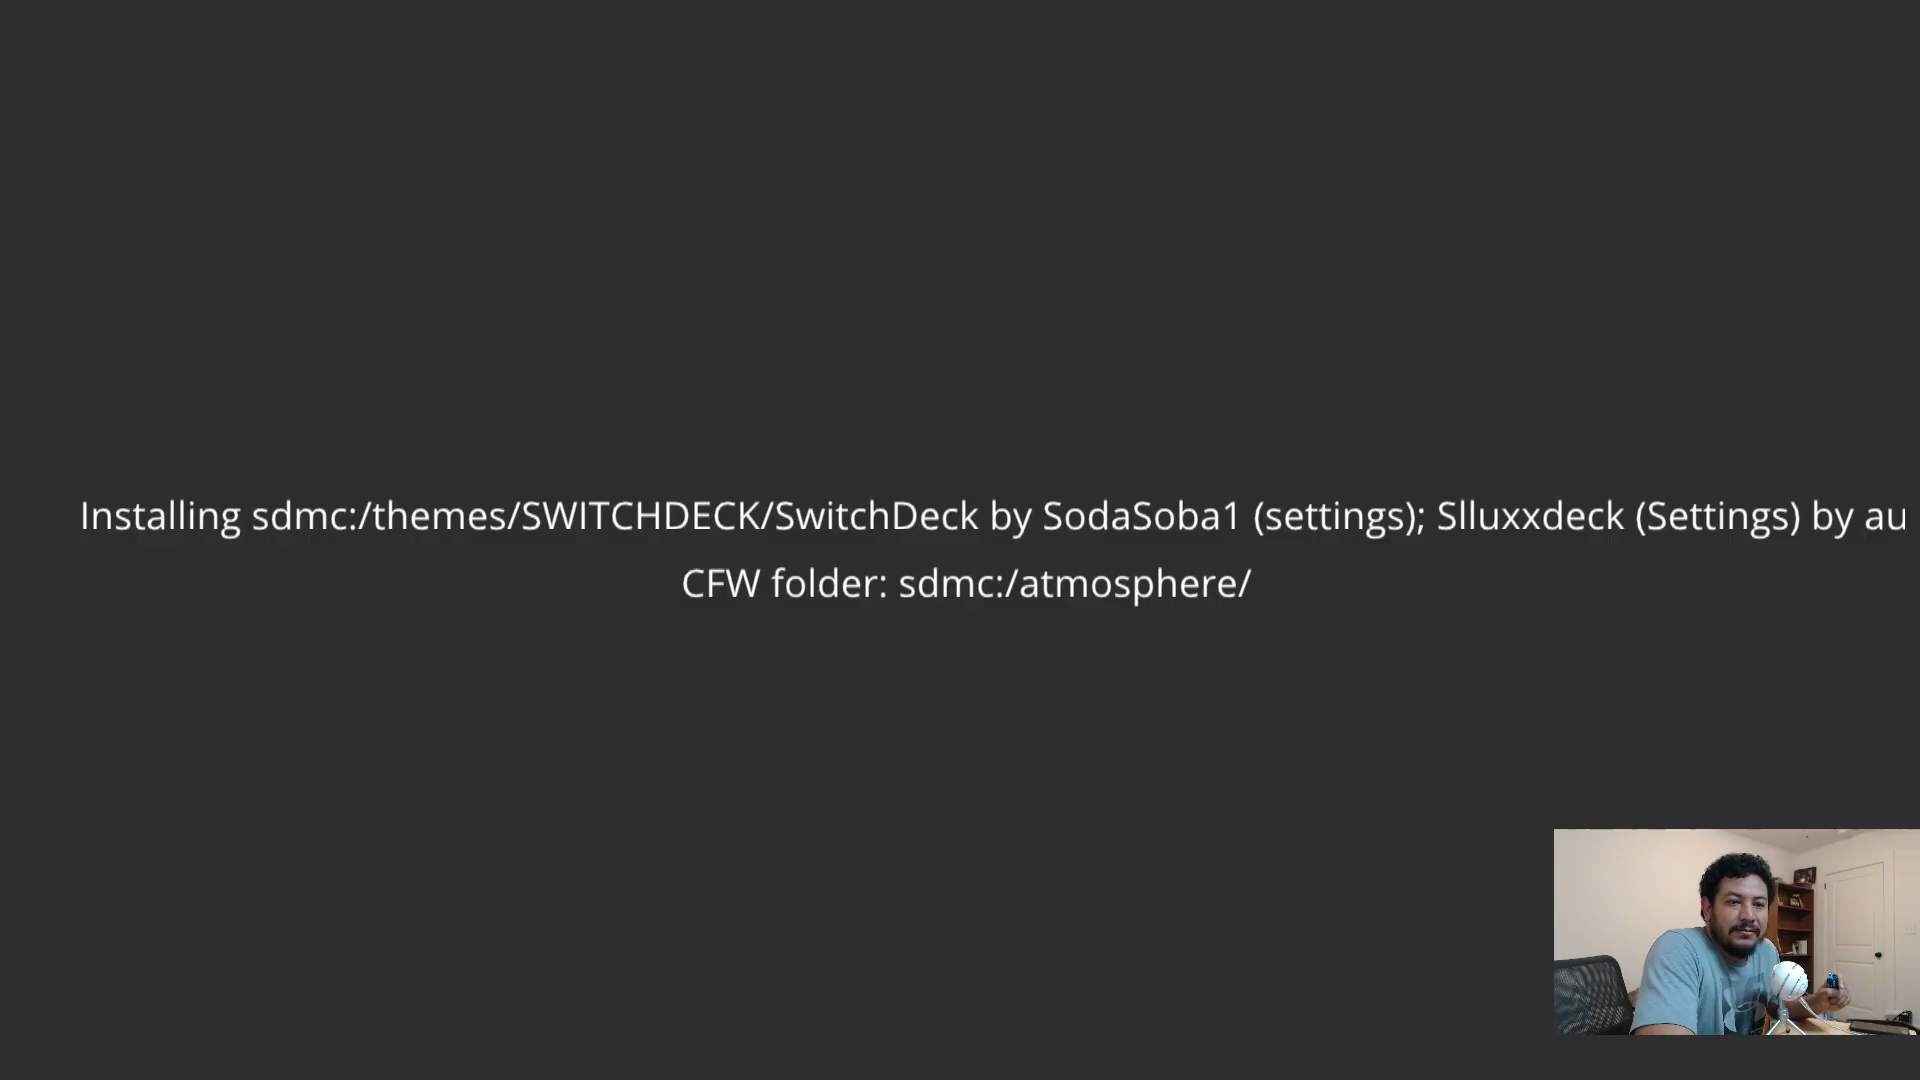 Installing sdmc:/themes/SWITCHDECK/SwitchDeck by SodaSoba1 (settings); Slluxxdeck (Settings) by au
CFW folder: sdmc:/atmosphere/